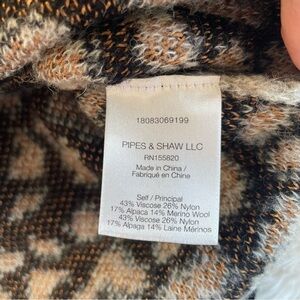 18083069199
PIPES & SHAW LLC
RN155820
Made in China /
Fabriqué en Chine
Self / Principal
43% Viscose 26% Nylon
17% Alpaca 14% Merino Wool
43% Viscose 26% Nylon
17% Alpaga 14% Laine Mérinos